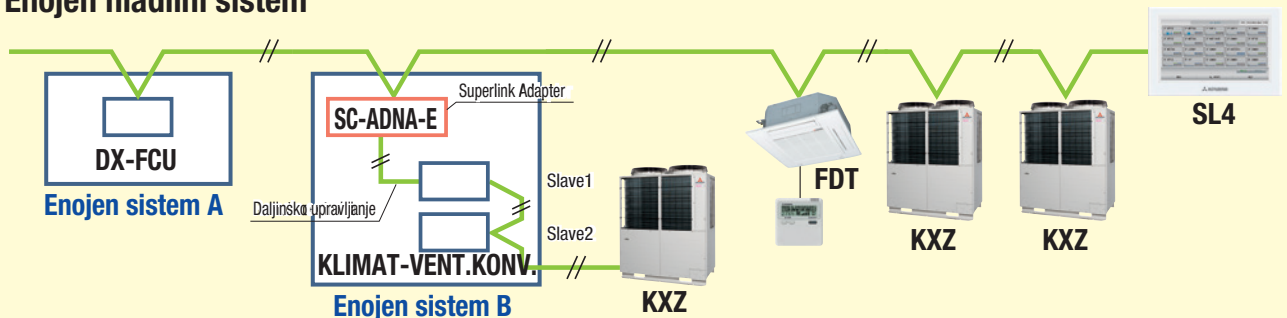 Enojen hladilni sistem
SC-ADNA-E
Superlink Adapter
DX-FCU
Enojen sistem A
Daljinsko upravljanje
Slave1
Slave2
KLIMAT-VENT.KONV.
Enojen sistem B
KXZ
FDT
KXZ
KXZ
SL4